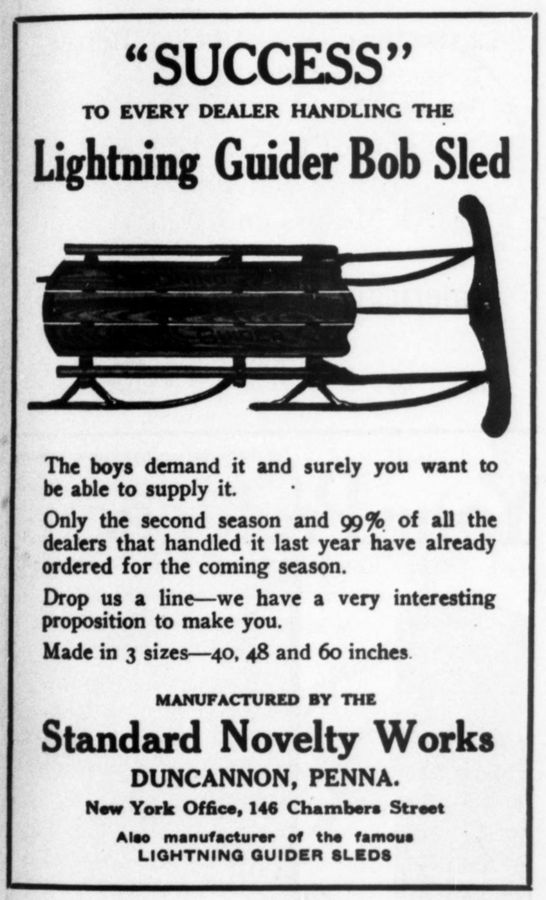 “SUCCESS”
TO EVERY DEALER HANDLING THE
Lightning Guider Bob Sled
The boys demand it and surely you want to
be able to supply it.
Only the second season and 99% of all the
dealers that handled it last year have already
ordered for the coming season.
Drop us a line—we have a very interesting
proposition to make you.
Made in 3 sizes—40, 48 and 60 inches.
MANUFACTURED BY THE
Standard Novelty Works
DUNCANNON, PENNA.
New York Office, 146 Chambers Street
Also manufacturer of the famous
LIGHTNING GUIDER SLEDS